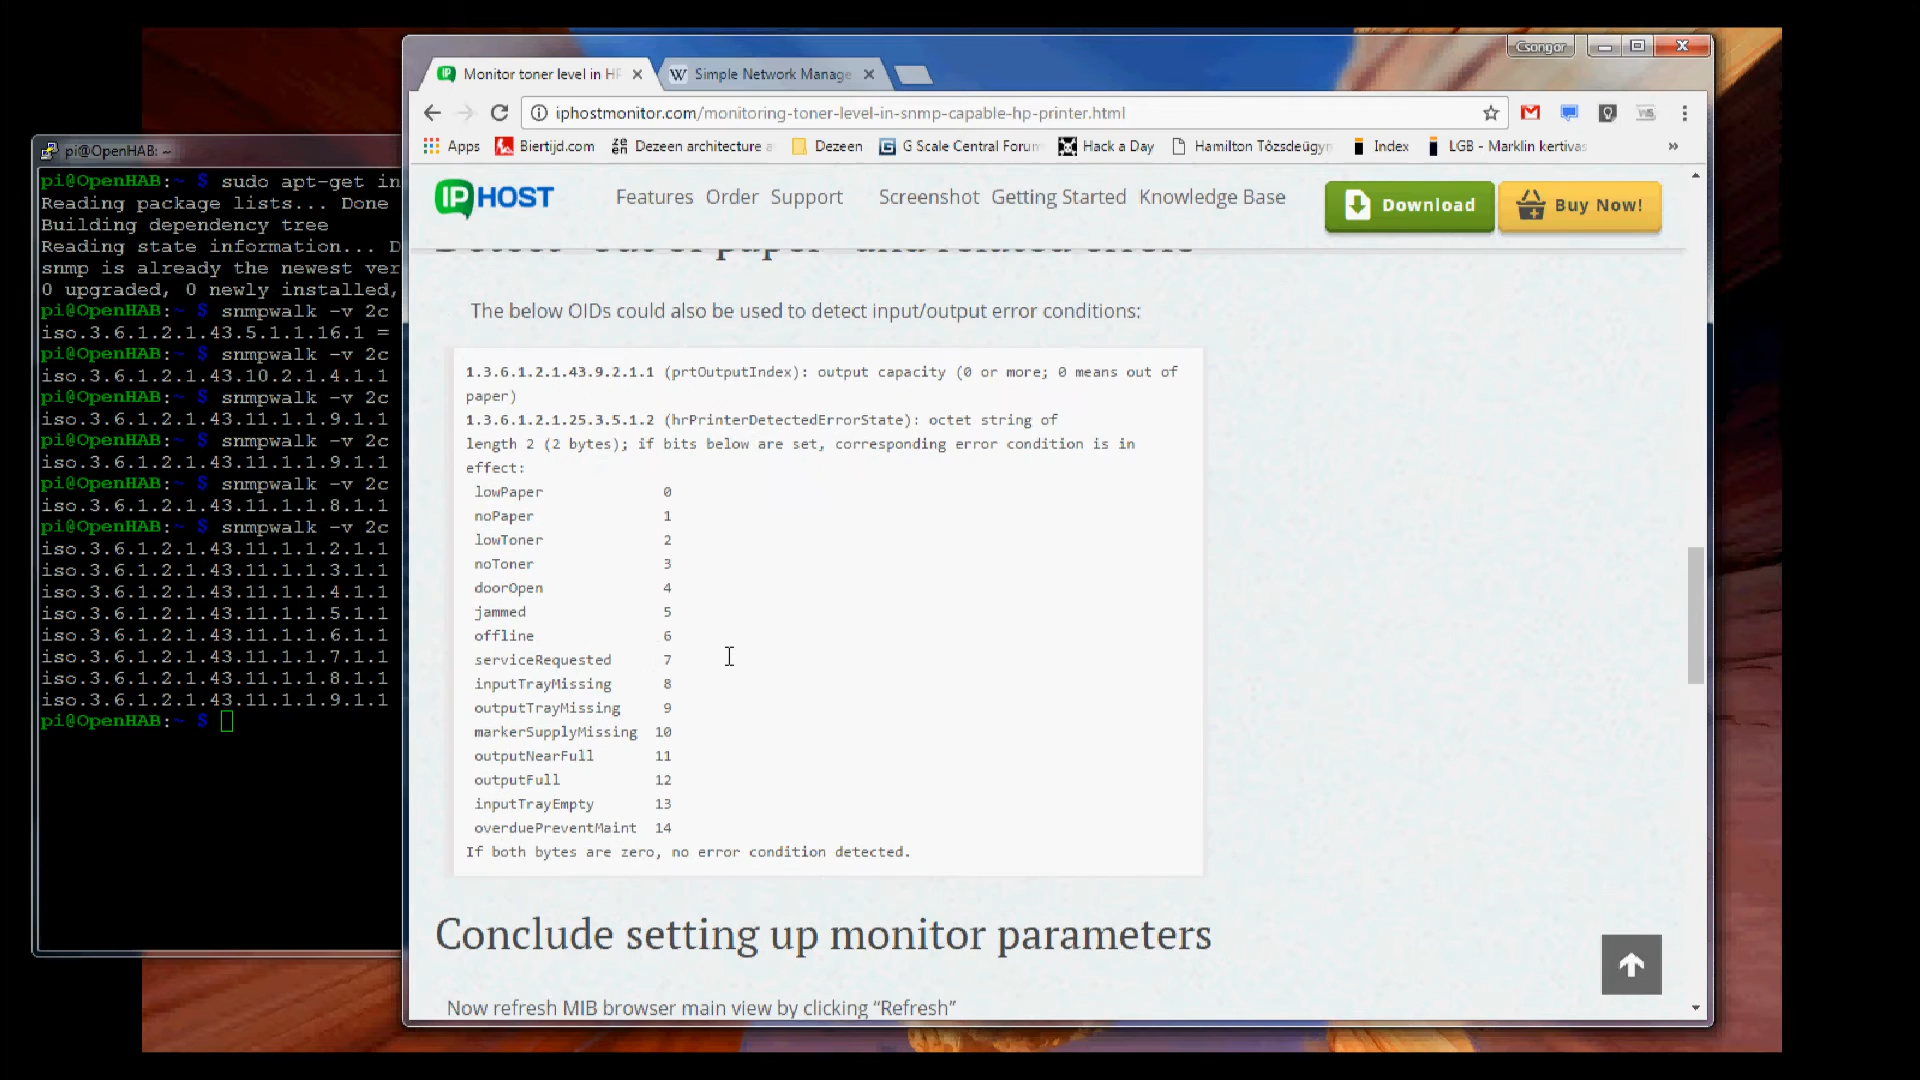 Csongor
Monitor toner level in HP
Simple Network Manage
iphostmonitor.com/monitoring-toner-level-in-snmp-capable-hp-printer.html
Apps
Biertijd.com
Dezeen architecture a
Dezeen
G Scale Central Forum
Hack a Day
Hamilton Tőzsdeügyn
Index
LGB - Marklin kertivas
»
IP HOST
Features
Order
Support
Screenshot
Getting Started
Knowledge Base
Download
Buy Now!
The below OIDs could also be used to detect input/output error conditions:
1.3.6.1.2.1.43.9.2.1.1 (prtOutputIndex): output capacity (0 or more; 0 means out of
paper)
1.3.6.1.2.1.25.3.5.1.2 (hrPrinterDetectedErrorState): octet string of
length 2 (2 bytes); if bits below are set, corresponding error condition is in
effect:
lowPaper 0
noPaper 1
lowToner 2
noToner 3
doorOpen 4
jammed 5
offline 6
serviceRequested 7
inputTrayMissing 8
outputTrayMissing 9
markerSupplyMissing 10
outputNearFull 11
outputFull 12
inputTrayEmpty 13
overduePreventMaint 14
If both bytes are zero, no error condition detected.
Conclude setting up monitor parameters
Now refresh MIB browser main view by clicking “Refresh”
pi@OpenHAB: ~
pi@OpenHAB:~ $ sudo apt-get in
Reading package lists... Done
Building dependency tree
Reading state information... D
snmp is already the newest ver
0 upgraded, 0 newly installed,
pi@OpenHAB:~ $ snmpwalk -v 2c
iso.3.6.1.2.1.43.5.1.1.16.1 =
pi@OpenHAB:~ $ snmpwalk -v 2c
iso.3.6.1.2.1.43.10.2.1.4.1.1
pi@OpenHAB:~ $ snmpwalk -v 2c
iso.3.6.1.2.1.43.11.1.1.9.1.1
pi@OpenHAB:~ $ snmpwalk -v 2c
iso.3.6.1.2.1.43.11.1.1.9.1.1
pi@OpenHAB:~ $ snmpwalk -v 2c
iso.3.6.1.2.1.43.11.1.1.8.1.1
pi@OpenHAB:~ $ snmpwalk -v 2c
iso.3.6.1.2.1.43.11.1.1.2.1.1
iso.3.6.1.2.1.43.11.1.1.3.1.1
iso.3.6.1.2.1.43.11.1.1.4.1.1
iso.3.6.1.2.1.43.11.1.1.5.1.1
iso.3.6.1.2.1.43.11.1.1.6.1.1
iso.3.6.1.2.1.43.11.1.1.7.1.1
iso.3.6.1.2.1.43.11.1.1.8.1.1
iso.3.6.1.2.1.43.11.1.1.9.1.1
pi@OpenHAB:~ $